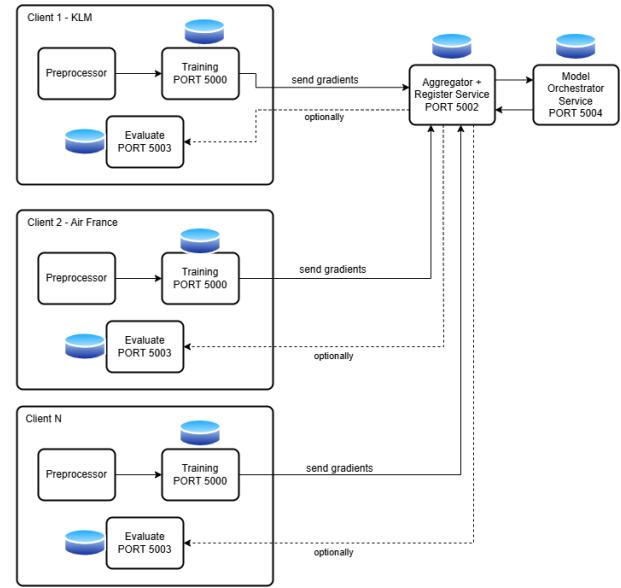 Client 1 - KLM
Preprocessor
Training
PORT 5000
send gradients
Aggregator +
Register Service
PORT 5002
Model
Orchestrator
Service
PORT 5004
optionally
Evaluate
PORT 5003
Client 2 - Air France
Preprocessor
Training
PORT 5000
send gradients
Evaluate
PORT 5003
optionally
Client N
Preprocessor
Training
PORT 5000
send gradients
Evaluate
PORT 5003
optionally